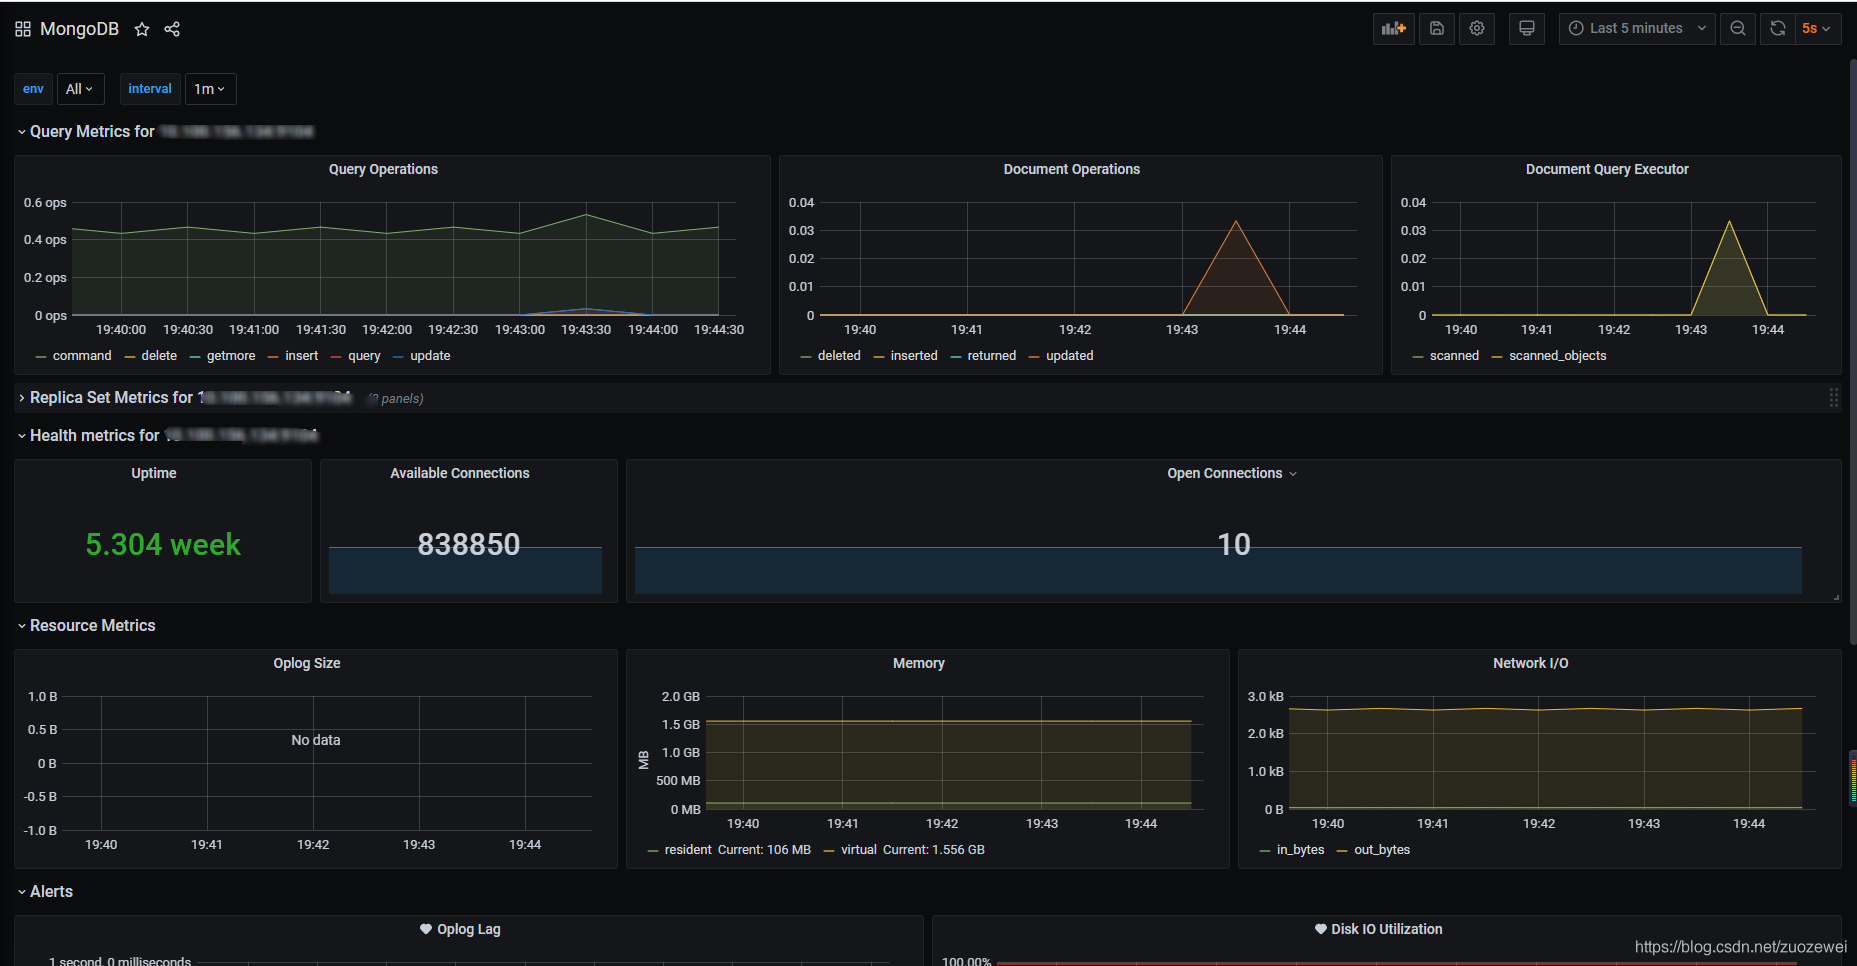 MongoDB
Last 5 minutes
5s
env All interval 1m
Query Metrics for
Query Operations
0.6 ops
0.4 ops
0.2 ops
0 ops
19:40:00 19:40:30 19:41:00 19:41:30 19:42:00 19:42:30 19:43:00 19:43:30 19:44:00 19:44:30
command delete getmore insert query update
Document Operations
0.04
0.03
0.02
0.01
0
19:40 19:41 19:42 19:43 19:44
deleted inserted returned updated
Document Query Executor
0.04
0.03
0.02
0.01
0
19:40 19:41 19:42 19:43 19:44
scanned scanned_objects
Replica Set Metrics for
panels)
Health metrics for
Uptime
5.304 week
Available Connections
838850
Open Connections
10
Resource Metrics
Oplog Size
1.0 B
0.5 B
No data
0 B
-0.5 B
-1.0 B
19:40 19:41 19:42 19:43 19:44
Memory
MB
2.0 GB
1.5 GB
1.0 GB
500 MB
0 MB
19:40 19:41 19:42 19:43 19:44
resident Current: 106 MB virtual Current: 1.556 GB
Network I/O
3.0 kB
2.0 kB
1.0 kB
0 B
19:40 19:41 19:42 19:43 19:44
in_bytes out_bytes
Alerts
Oplog Lag
1 second, 0 milliseconds
Disk IO Utilization
100.00%
https://blog.csdn.net/zuozewei